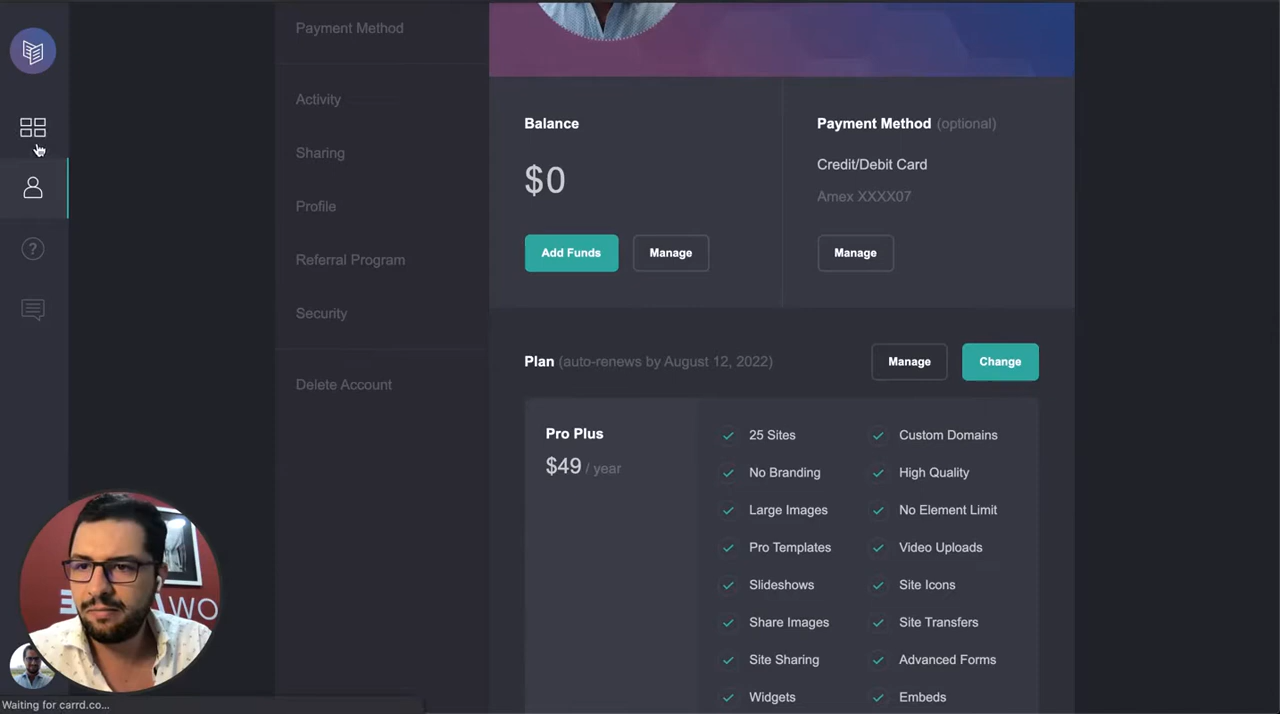 Payment Method
Activity
Sharing
Profile
Referral Program
Security
Delete Account
Balance
$0
Add Funds
Manage
Payment Method (optional)
Credit/Debit Card
Amex XXXX07
Manage
Plan (auto-renews by August 12, 2022)
Manage
Change
Pro Plus
$49 / year
25 Sites
Custom Domains
No Branding
High Quality
Large Images
No Element Limit
Pro Templates
Video Uploads
Slideshows
Site Icons
Share Images
Site Transfers
Site Sharing
Advanced Forms
Widgets
Embeds
WO
Waiting for carrd.co...